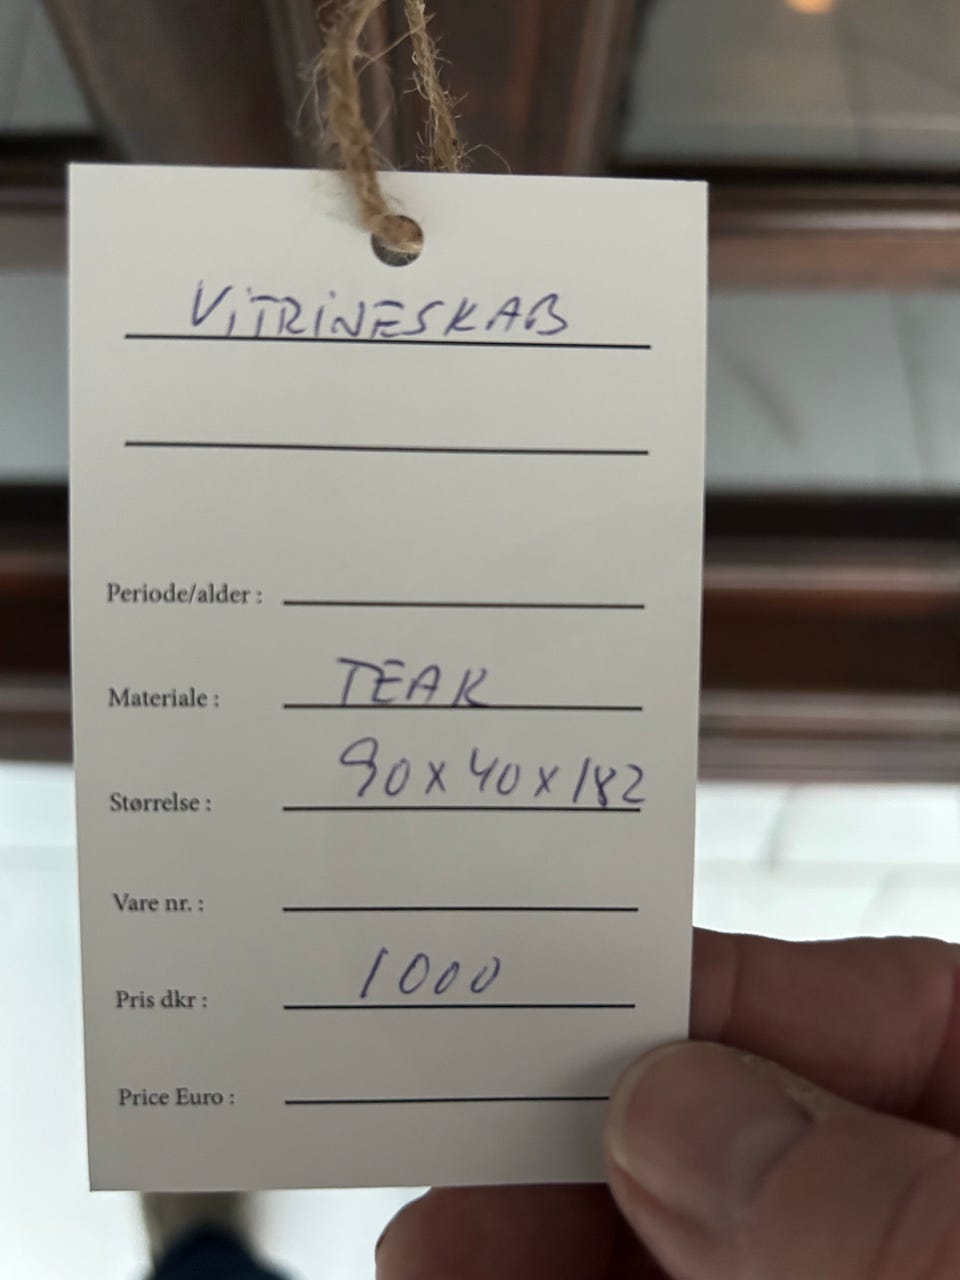 VITRINESKAB
Periode/alder :
Materiale : TEAK
Størrelse : 90 x 40 x 182
Vare nr. :
Pris dkr : 1000
Price Euro :